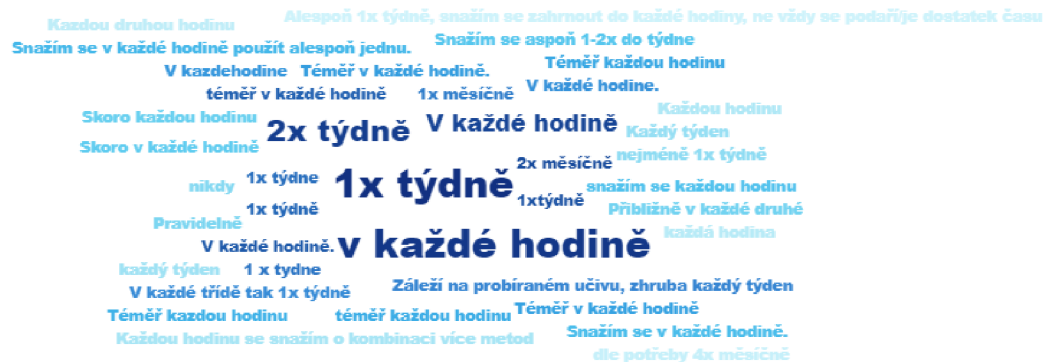 Alespoň 1x týdně, snažím se zahrnout do každé hodiny, ne vždy se podaří/je dostatek času
Kazdou druhou hodinu
Snažím se aspoň 1-2x do týdne
Snažím se v každé hodině použít alespoň jednu.
Téměř každou hodinu
V kazdehodine
Téměř v každé hodině.
V každé hodine.
téměř v každé hodině
1x měsíčně
Každou hodinu
Skoro každou hodinu
2x týdně
V každé hodině
Každý týden
Skoro v každé hodině
nejméně 1x týdně
2x měsíčně
nikdy
1x týdne
1x týdně
snažím se každou hodinu
1xtýdně
1x týdně
Přibližně v každé druhé
Pravidelně
každá hodina
V každé hodině.
v každé hodině
každý týden
1 x tydne
Záleží na probíraném učivu, zhruba každý týden
V každé třídě tak 1x týdně
Téměř v každé hodině
Téměř kazdou hodinu
téměř každou hodinu
Snažím se v každé hodině.
Každou hodinu se snažím o kombinaci více metod
dle potřeby 4x měsíčně